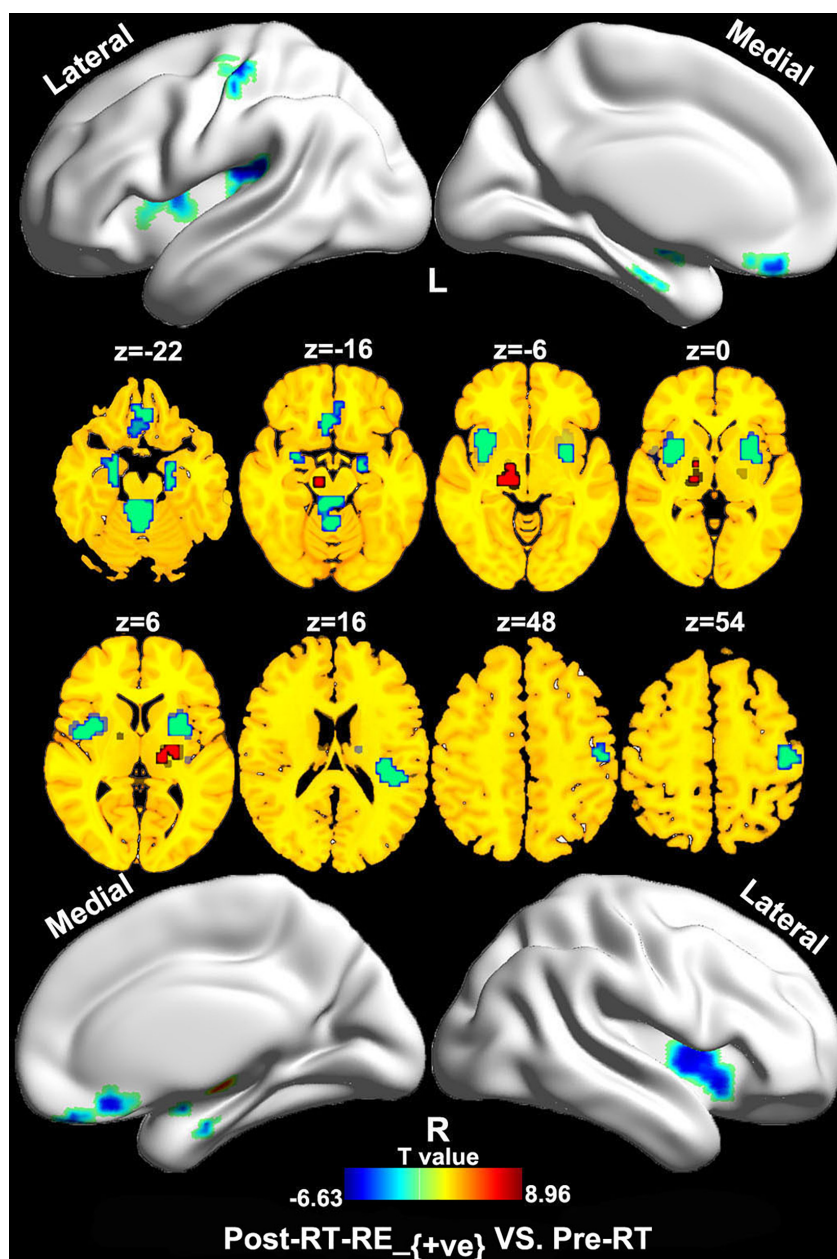 Lateral
Medial
L
z=-22 z=-16 z=-6 z=0
z=6 z=16 z=48 z=54
Medial
Lateral
R
T value
-6.63 8.96
Post-RT-RE_{+ve} VS. Pre-RT